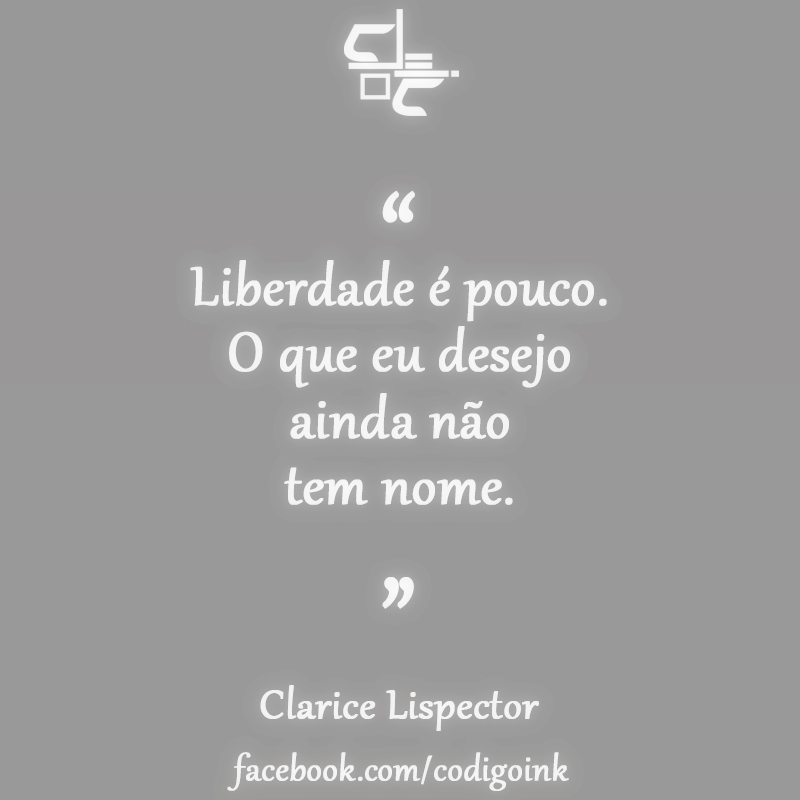 “
Liberdade é pouco.
O que eu desejo
ainda não
tem nome.
”
Clarice Lispector
facebook.com/codigoink